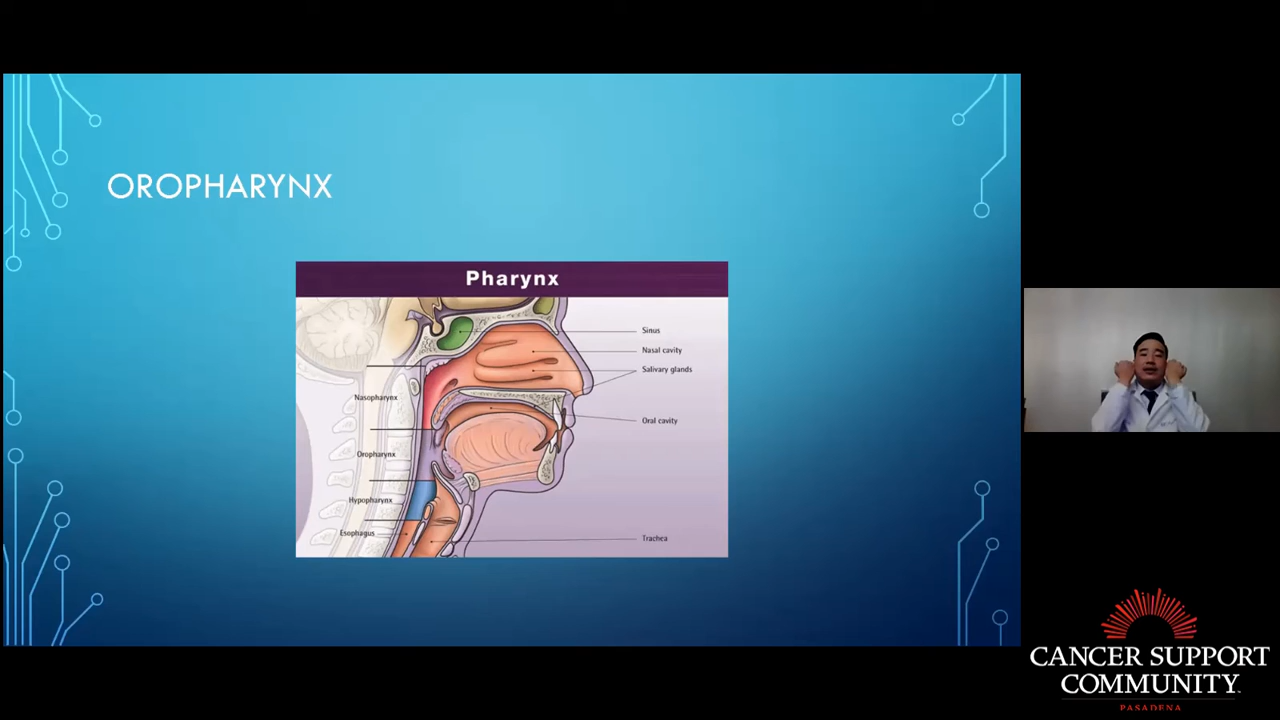 OROPHARYNX
Pharynx
Sinus
Nasal cavity
Salivary glands
Nasopharynx
Oral cavity
Oropharynx
Hypopharynx
Esophagus
Trachea
CANCER SUPPORT
COMMUNITY
PASADENA